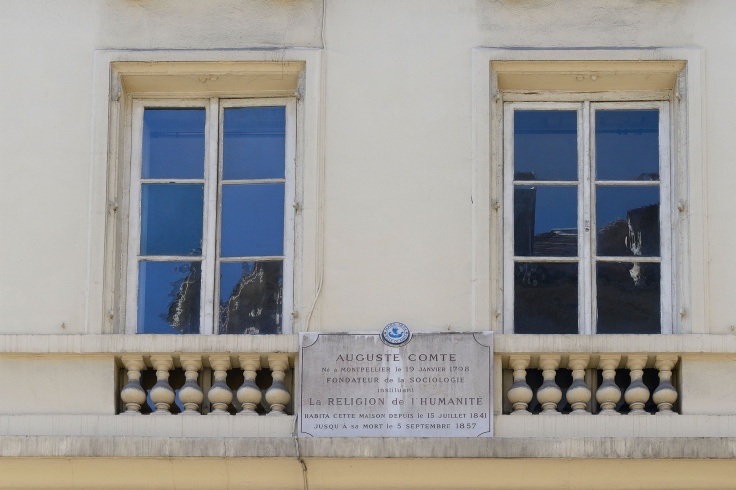 AUGUSTE COMTE
NÉ A MONTPELLIER LE 19 JANVIER 1798
FONDATEUR de la SOCIOLOGIE
instituant
La RELIGION de l'HUMANITÉ
HABITA CETTE MAISON DEPUIS LE 15 JUILLET 1841
JUSQU'À SA MORT LE 5 SEPTEMBRE 1857